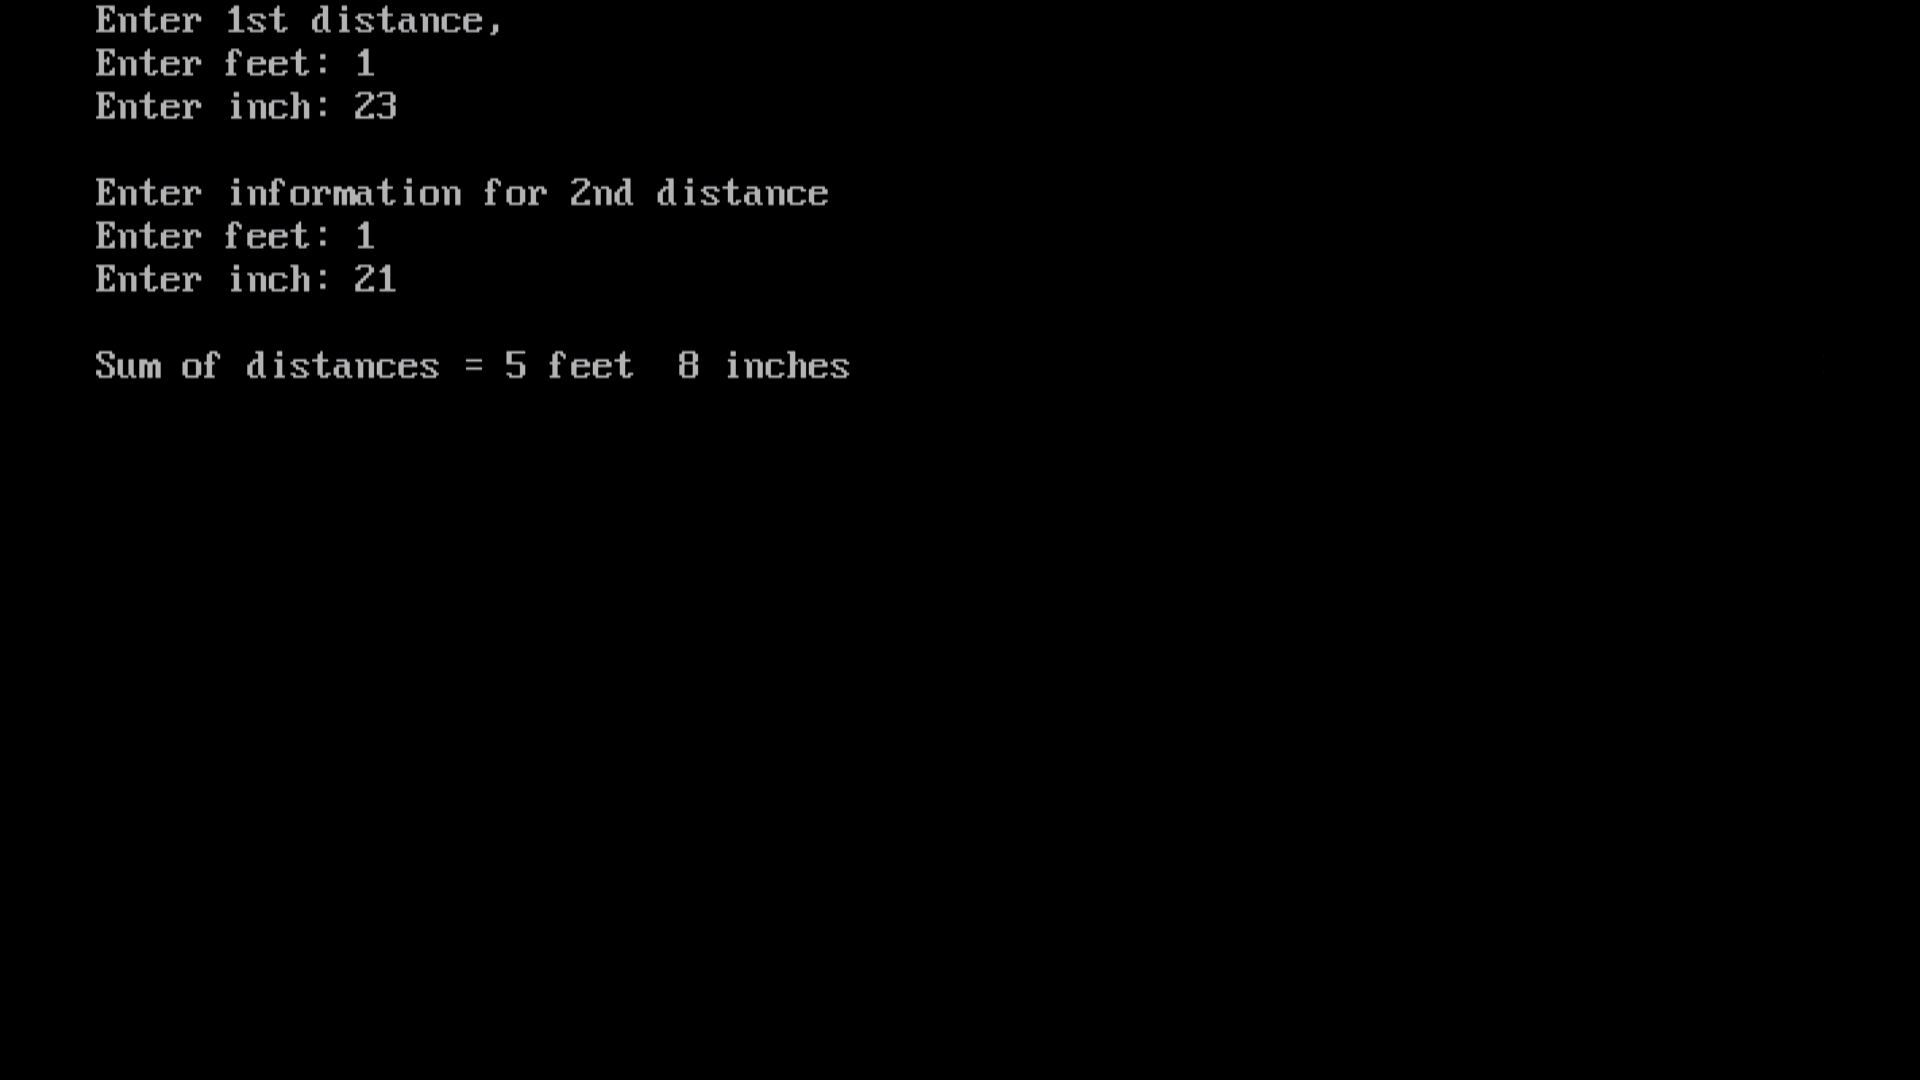 Enter 1st distance,
Enter feet: 1
Enter inch: 23
Enter information for 2nd distance
Enter feet: 1
Enter inch: 21
Sum of distances = 5 feet  8 inches